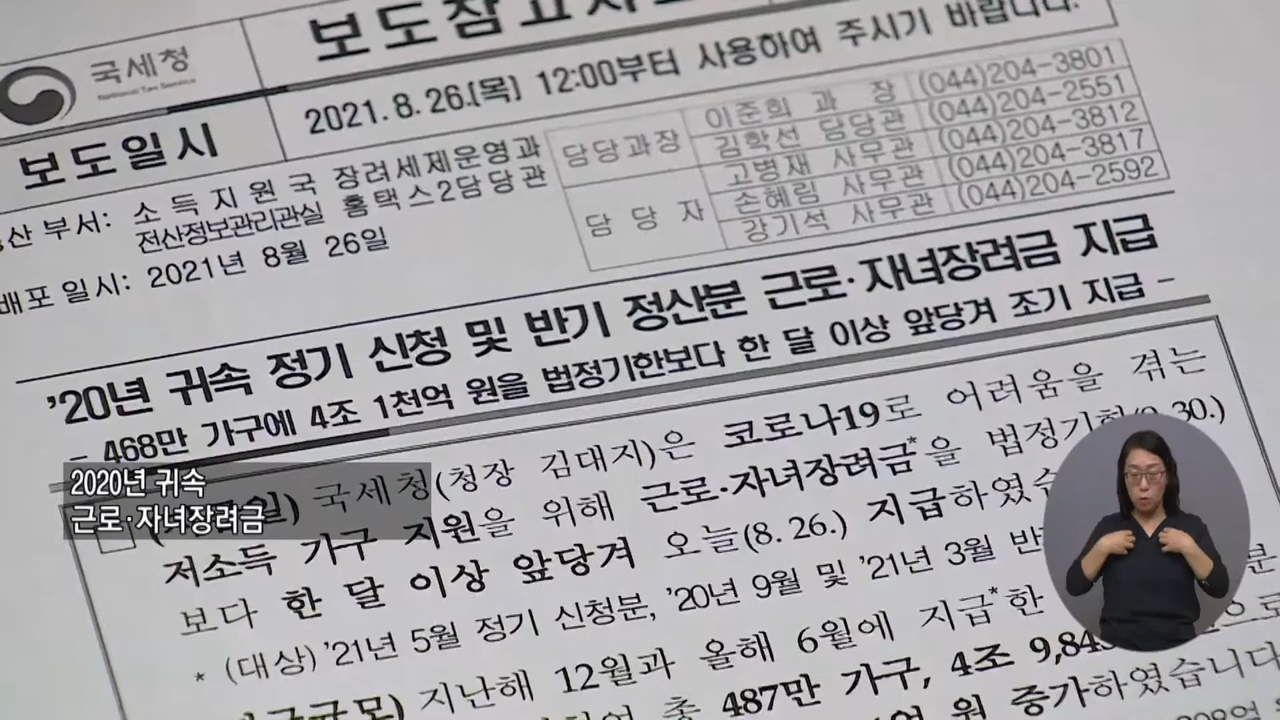 국세청
National Tax Service
보도참고자료
보도일시
2021. 8. 26.(목) 12:00부터 사용하여 주시기 바랍니다.
부서: 소득지원국 장려세제운영과
전산정보관리관실 홈택스2담당관
배포 일시: 2021년 8월 26일
담당과장
이준희 과 장 (044)204-3801
김학선 담당관 (044)204-2551
담 당 자
고병재 사무관 (044)204-3812
손혜림 사무관 (044)204-3817
강기석 사무관 (044)204-2592
'20년 귀속 정기 신청 및 반기 정산분 근로·자녀장려금 지급
- 468만 가구에 4조 1천억 원을 법정기한보다 한 달 이상 앞당겨 조기 지급 -
국세청(청장 김대지)은 코로나19로 어려움을 겪는
저소득 가구 지원을 위해 근로·자녀장려금*을
보다 한 달 이상 앞당겨 오늘(8. 26.) 지급하였습
* (대상) '21년 5월 정기 신청분, '20년 9월 및 '21년 3월
지난해 12월과 올해 6월에 지급*한
총 487만 가구, 4조
원 증가하였습니다
2020년 귀속
근로·자녀장려금